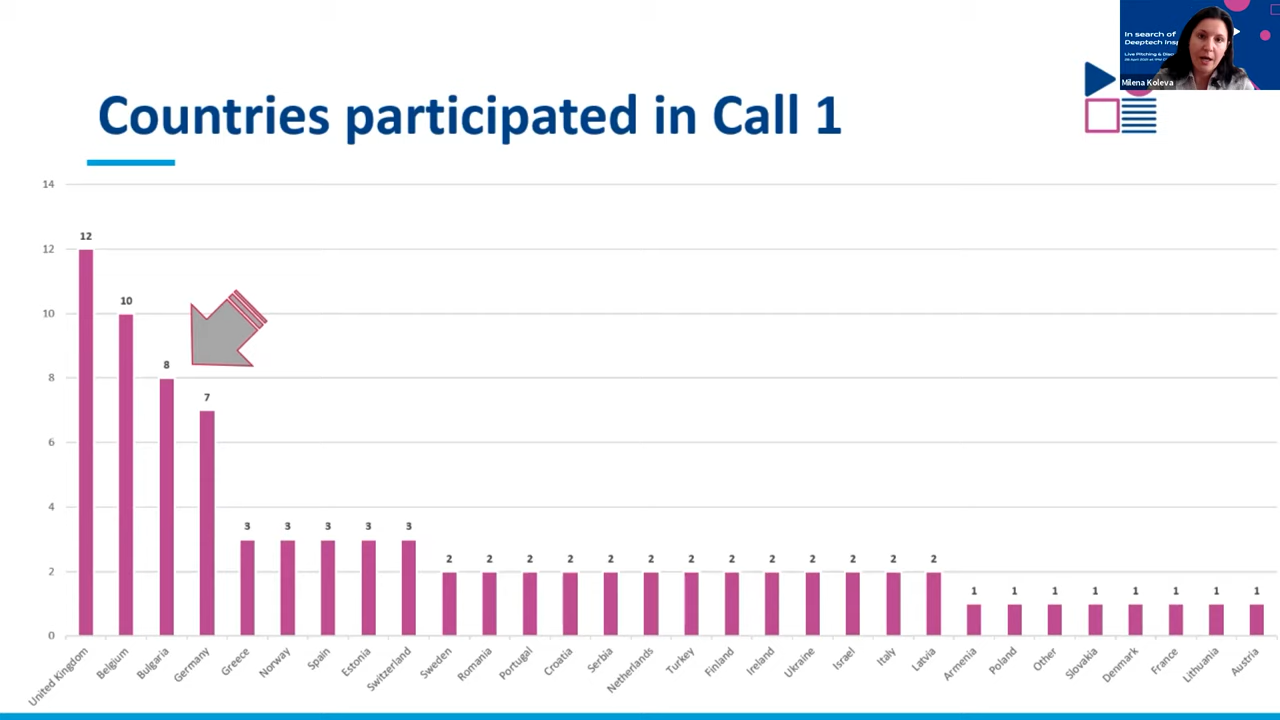 In search of
Deeptech Insp
Live Pitching & Disc
Milena Koleva
Countries participated in Call 1
14
12
10
8
6
4
2
0
12
10
8
7
3
3
3
3
3
2
2
2
2
2
2
2
2
2
2
2
2
2
1
1
1
1
1
1
1
1
United Kingdom
Belgium
Bulgaria
Germany
Greece
Norway
Spain
Estonia
Switzerland
Sweden
Romania
Portugal
Croatia
Serbia
Netherlands
Turkey
Finland
Ireland
Ukraine
Israel
Italy
Latvia
Armenia
Poland
Other
Slovakia
Denmark
France
Lithuania
Austria